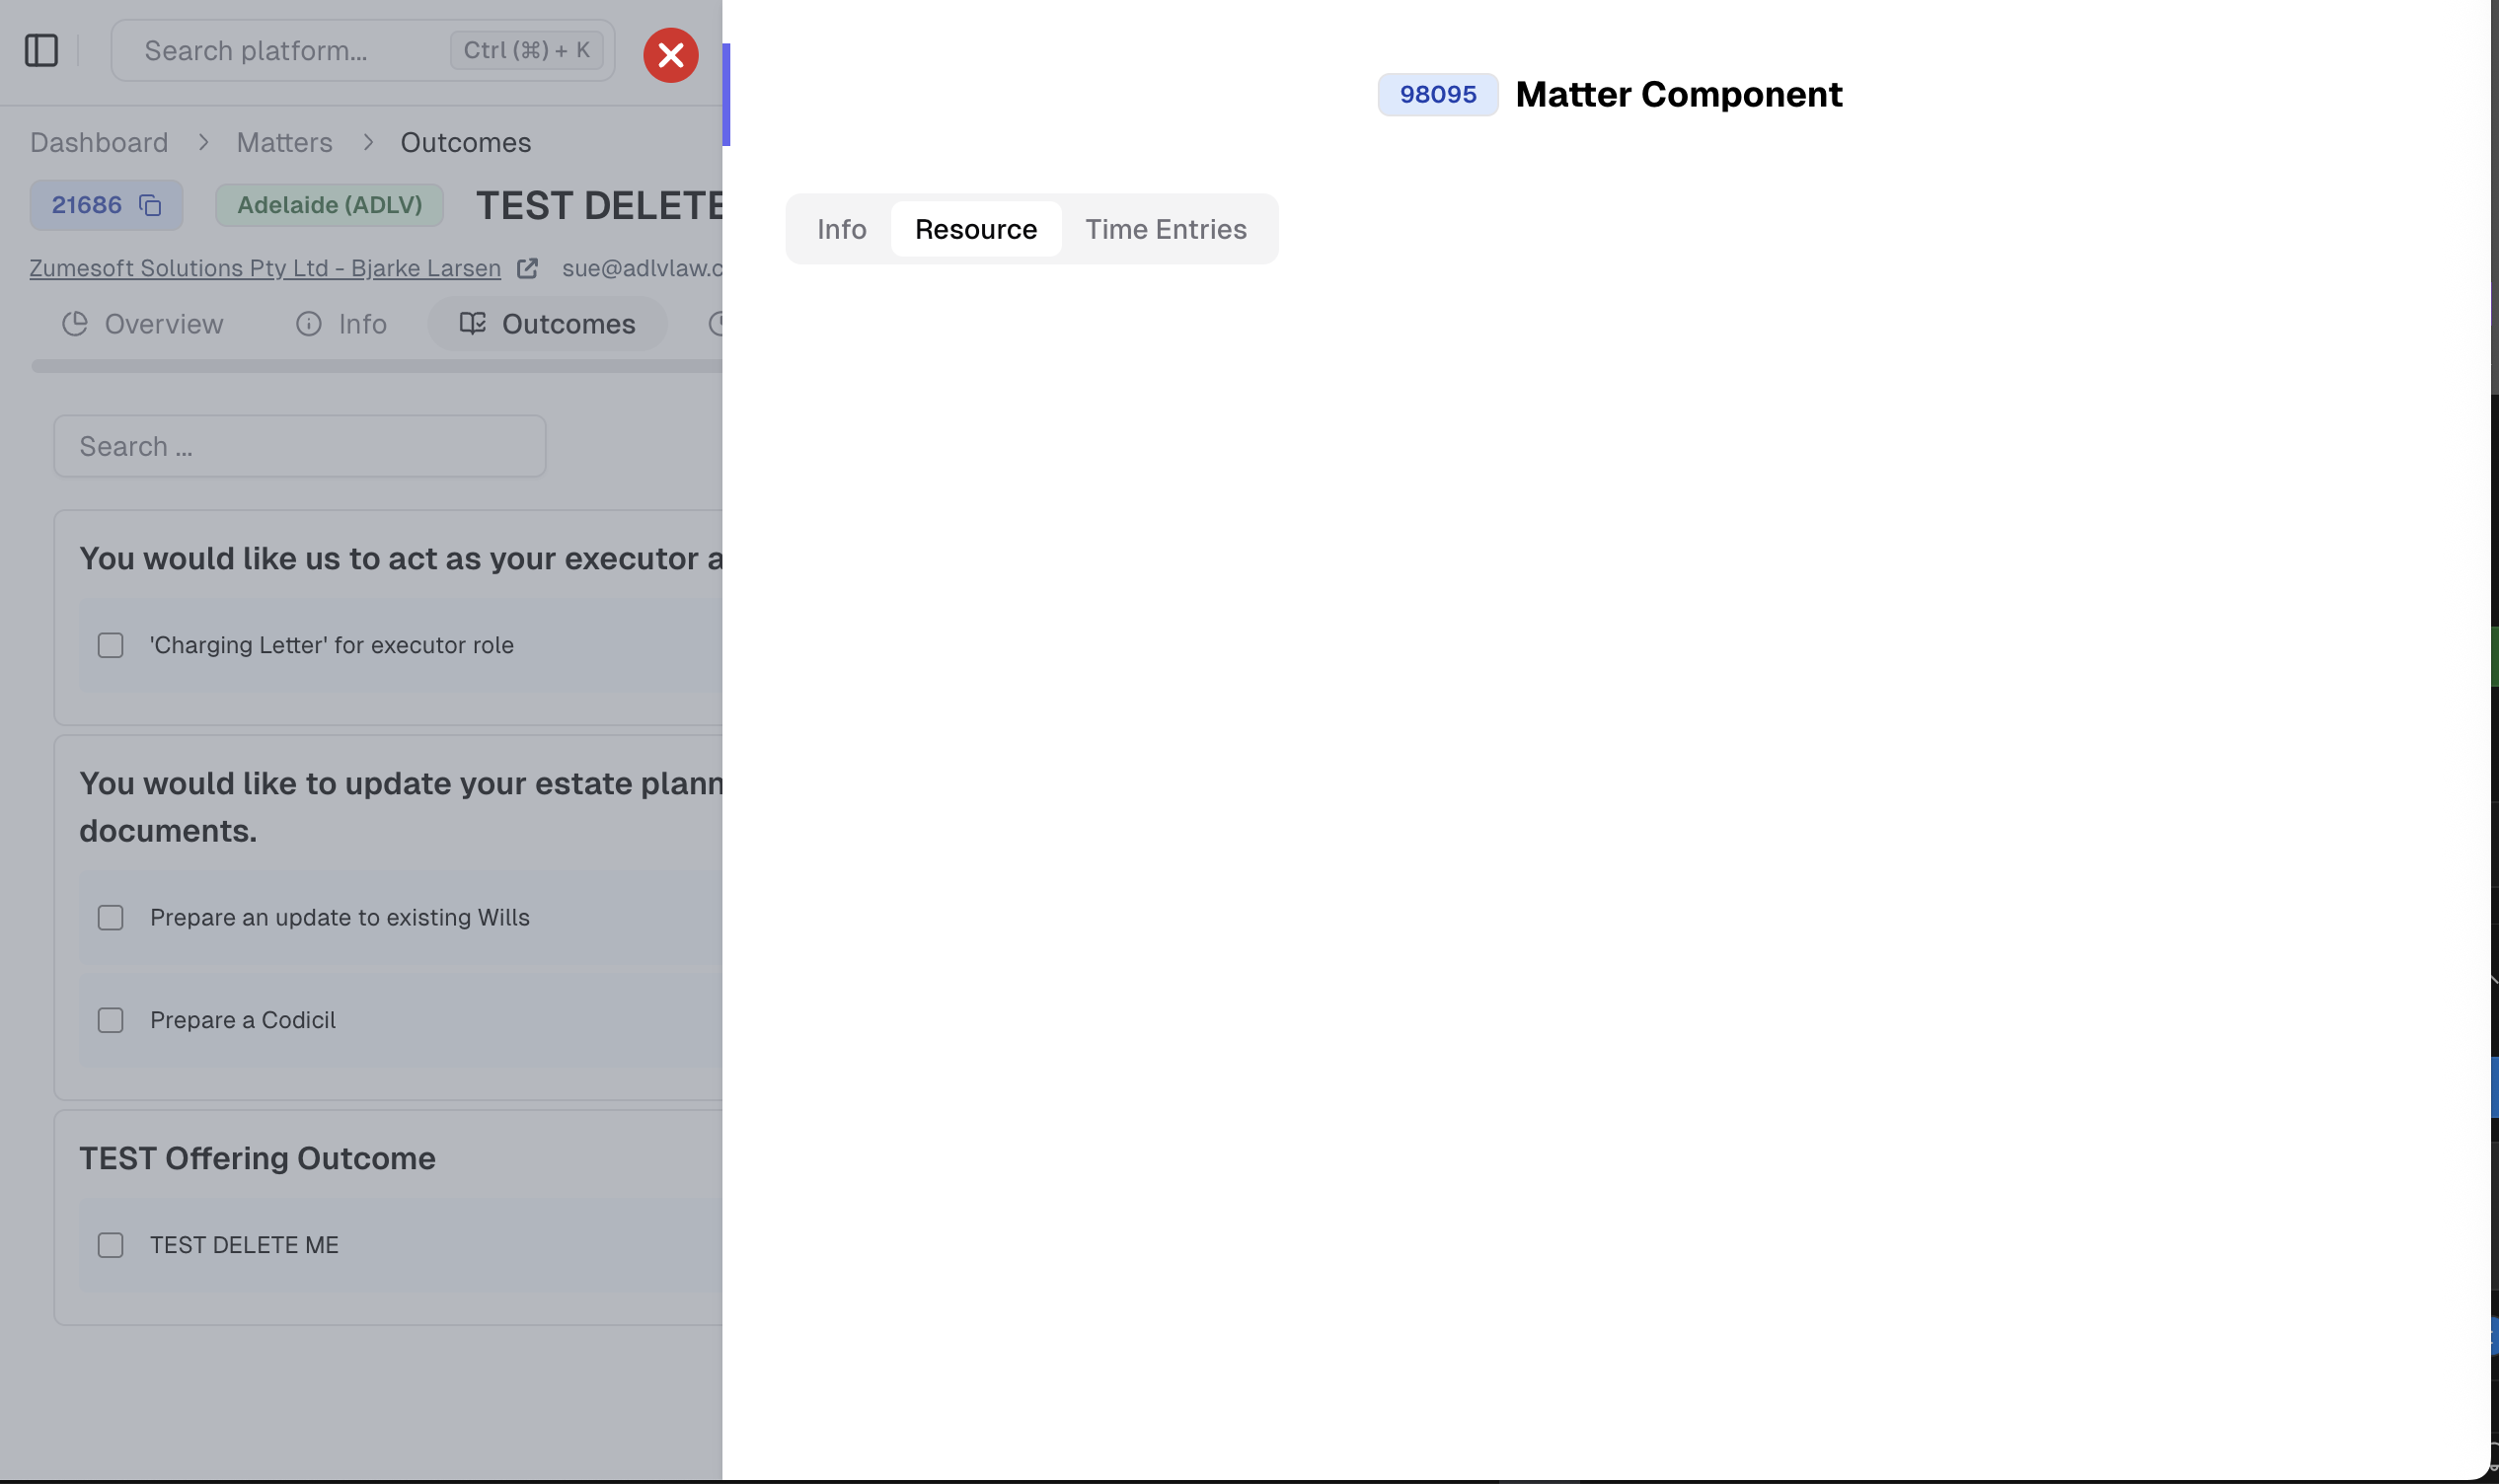 Search platform...
Ctrl (⌘) + K
Dashboard
Matters
Outcomes
21686
Adelaide (ADLV)
TEST DELETE
Zumesoft Solutions Pty Ltd - Bjarke Larsen
sue@adlvlaw.c
Overview
Info
Outcomes
Search ...
You would like us to act as your executor a
'Charging Letter' for executor role
You would like to update your estate plann
documents.
Prepare an update to existing Wills
Prepare a Codicil
TEST Offering Outcome
TEST DELETE ME
98095
Matter Component
Info
Resource
Time Entries